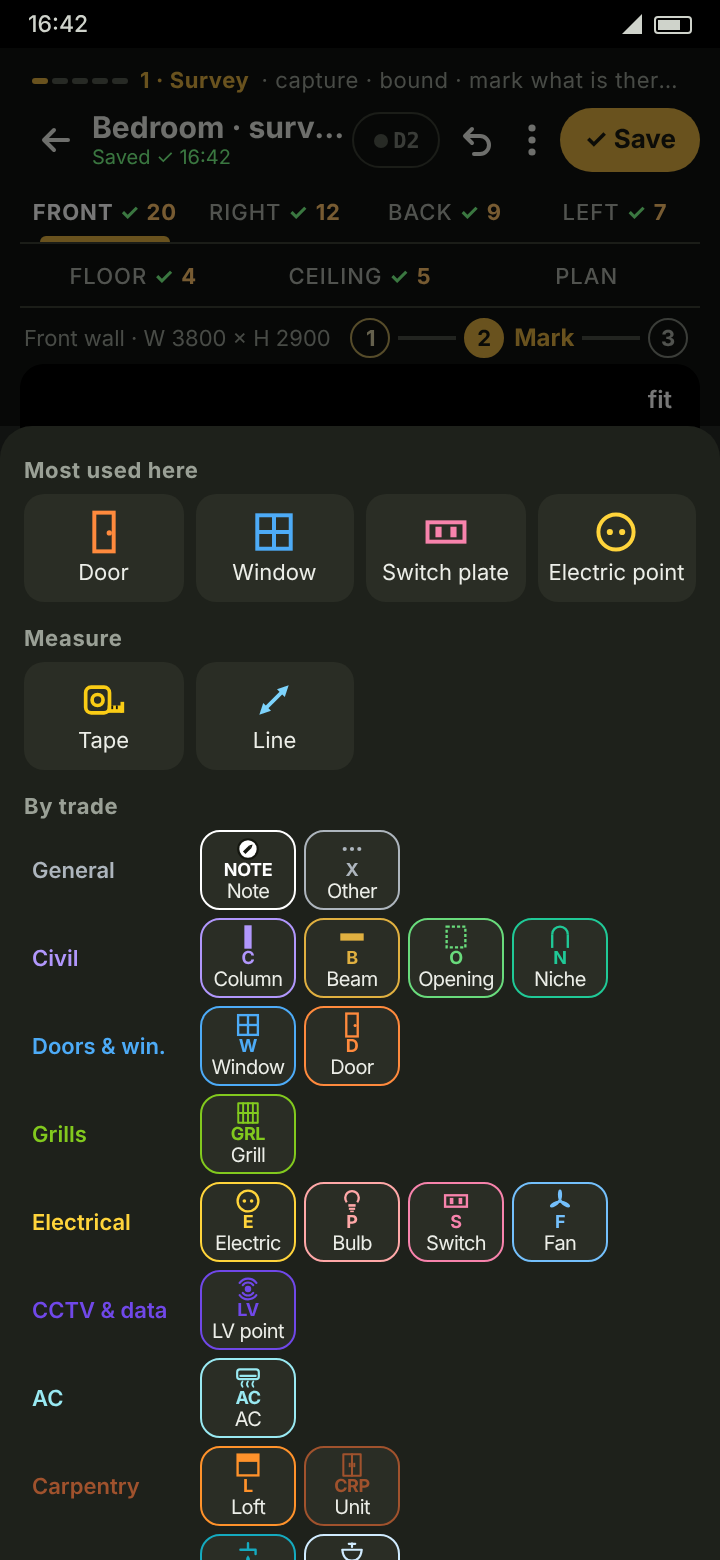 16:42
1 · Survey · capture · bound · mark what is ther...
Bedroom · surv...
D2
Save
Saved ✓ 16:42
FRONT ✓ 20
RIGHT ✓ 12
BACK ✓ 9
LEFT ✓ 7
FLOOR ✓ 4
CEILING ✓ 5
PLAN
Front wall · W 3800 × H 2900
1
2 Mark
3
fit
Most used here
Door
Window
Switch plate
Electric point
Measure
Tape
Line
By trade
General
NOTE
Note
X
Other
Civil
C
Column
B
Beam
O
Opening
N
Niche
Doors & win.
W
Window
D
Door
Grills
GRL
Grill
Electrical
E
Electric
P
Bulb
S
Switch
F
Fan
CCTV & data
LV
LV point
AC
AC
AC
Carpentry
L
Loft
CRP
Unit